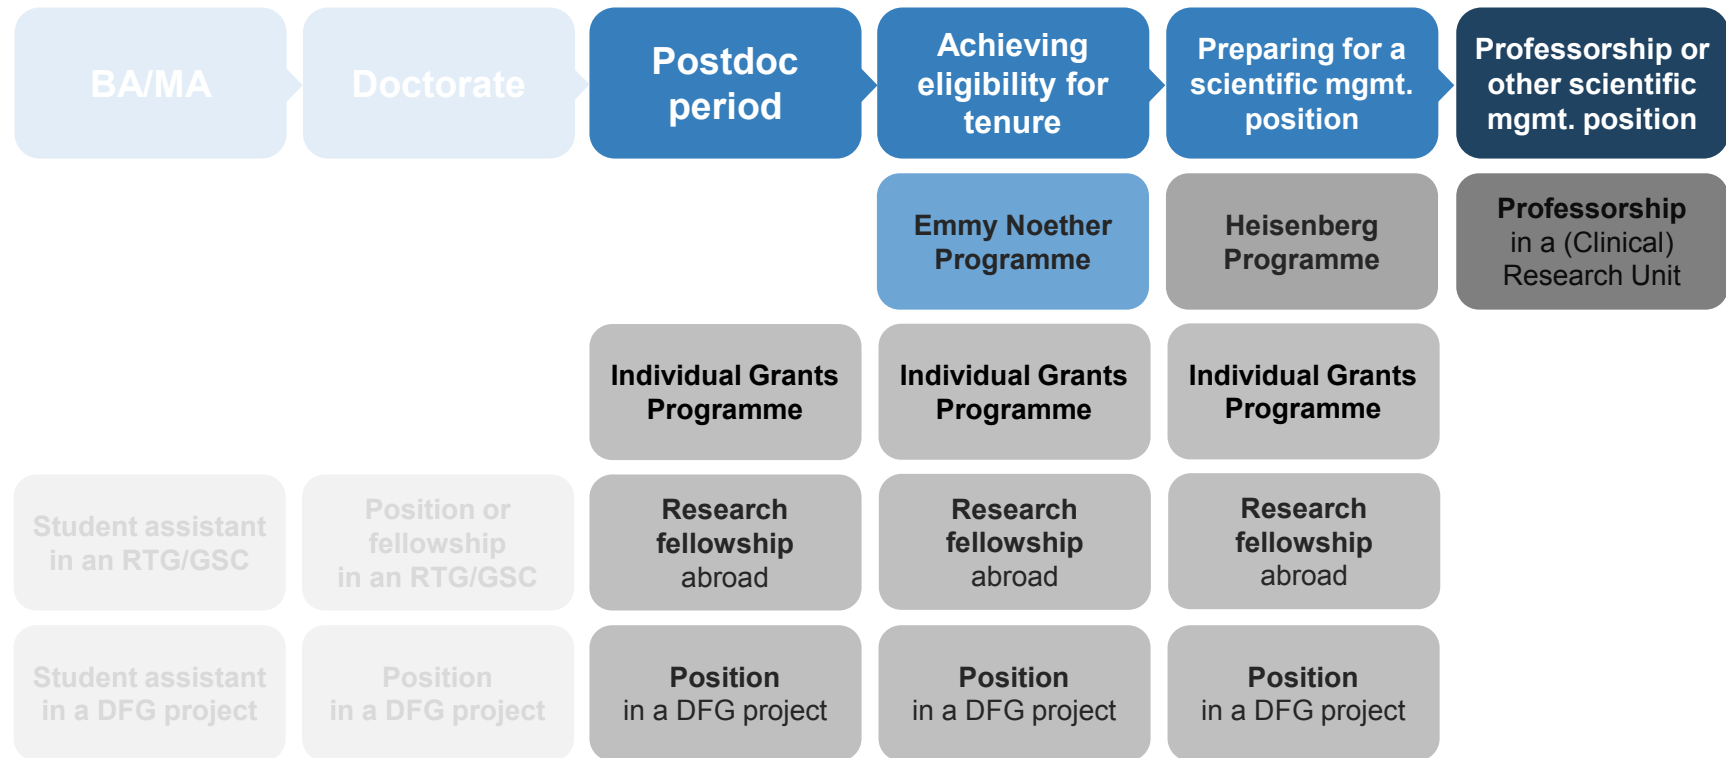 BA/MA
Doctorate
Postdoc
period
Achieving
eligibility for
tenure
Preparing for a
scientific mgmt.
position
Professorship or
other scientific
mgmt. position
Emmy Noether
Programme
Heisenberg
Programme
Professorship
in a (Clinical)
Research Unit
Individual Grants
Programme
Individual Grants
Programme
Individual Grants
Programme
Student assistant
in an RTG/GSC
Position or
fellowship
in an RTG/GSC
Research
fellowship
abroad
Research
fellowship
abroad
Research
fellowship
abroad
Student assistant
in a DFG project
Position
in a DFG project
Position
in a DFG project
Position
in a DFG project
Position
in a DFG project